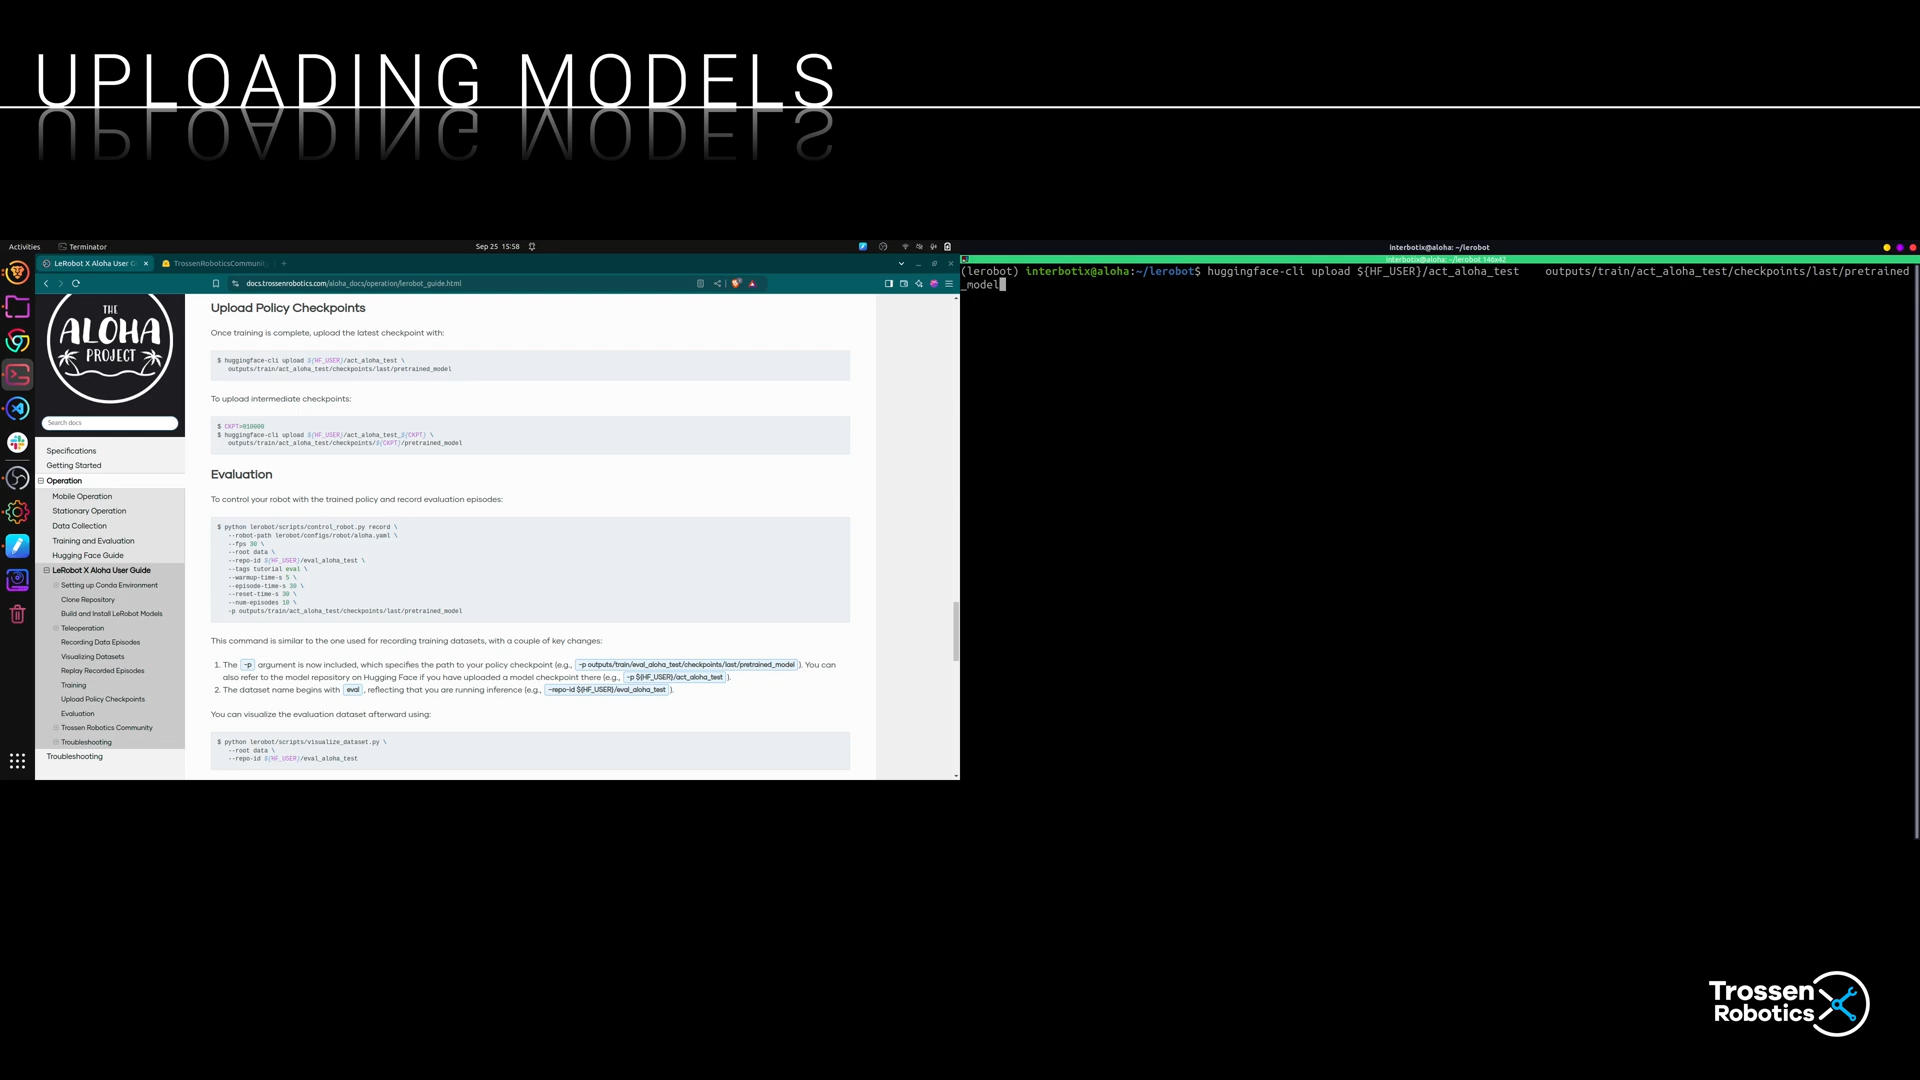 UPLOADING MODELS
Activities
Terminator
Sep 25 15:58
LeRobot X Aloha User G
TrossenRoboticsCommunit
docs.trossenrobotics.com/aloha_docs/operation/lerobot_guide.html
THE
ALOHA
PROJECT
Search docs
Specifications
Getting Started
Operation
Mobile Operation
Stationary Operation
Data Collection
Training and Evaluation
Hugging Face Guide
LeRobot X Aloha User Guide
Setting up Conda Environment
Clone Repository
Build and Install LeRobot Models
Teleoperation
Recording Data Episodes
Visualizing Datasets
Replay Recorded Episodes
Training
Upload Policy Checkpoints
Evaluation
Trossen Robotics Community
Troubleshooting
Troubleshooting
Upload Policy Checkpoints
Once training is complete, upload the latest checkpoint with:
$ huggingface-cli upload ${HF_USER}/act_aloha_test \
outputs/train/act_aloha_test/checkpoints/last/pretrained_model
To upload intermediate checkpoints:
$ CKPT=010000
$ huggingface-cli upload ${HF_USER}/act_aloha_test_${CKPT} \
outputs/train/act_aloha_test/checkpoints/${CKPT}/pretrained_model
Evaluation
To control your robot with the trained policy and record evaluation episodes:
$ python lerobot/scripts/control_robot.py record \
--robot-path lerobot/configs/robot/aloha.yaml \
--fps 30 \
--root data \
--repo-id ${HF_USER}/eval_aloha_test \
--tags tutorial eval \
--warmup-time-s 5 \
--episode-time-s 30 \
--reset-time-s 30 \
--num-episodes 10 \
-p outputs/train/act_aloha_test/checkpoints/last/pretrained_model
This command is similar to the one used for recording training datasets, with a couple of key changes:
1. The -p argument is now included, which specifies the path to your policy checkpoint (e.g., -p outputs/train/eval_aloha_test/checkpoints/last/pretrained_model ). You can
also refer to the model repository on Hugging Face if you have uploaded a model checkpoint there (e.g., -p ${HF_USER}/act_aloha_test ).
2. The dataset name begins with eval , reflecting that you are running inference (e.g., --repo-id ${HF_USER}/eval_aloha_test ).
You can visualize the evaluation dataset afterward using:
$ python lerobot/scripts/visualize_dataset.py \
--root data \
--repo-id ${HF_USER}/eval_aloha_test
interbotix@aloha: ~/lerobot
interbotix@aloha: ~/lerobot 146x42
(lerobot) interbotix@aloha:~/lerobot$ huggingface-cli upload ${HF_USER}/act_aloha_test outputs/train/act_aloha_test/checkpoints/last/pretrained
_model
Trossen
Robotics